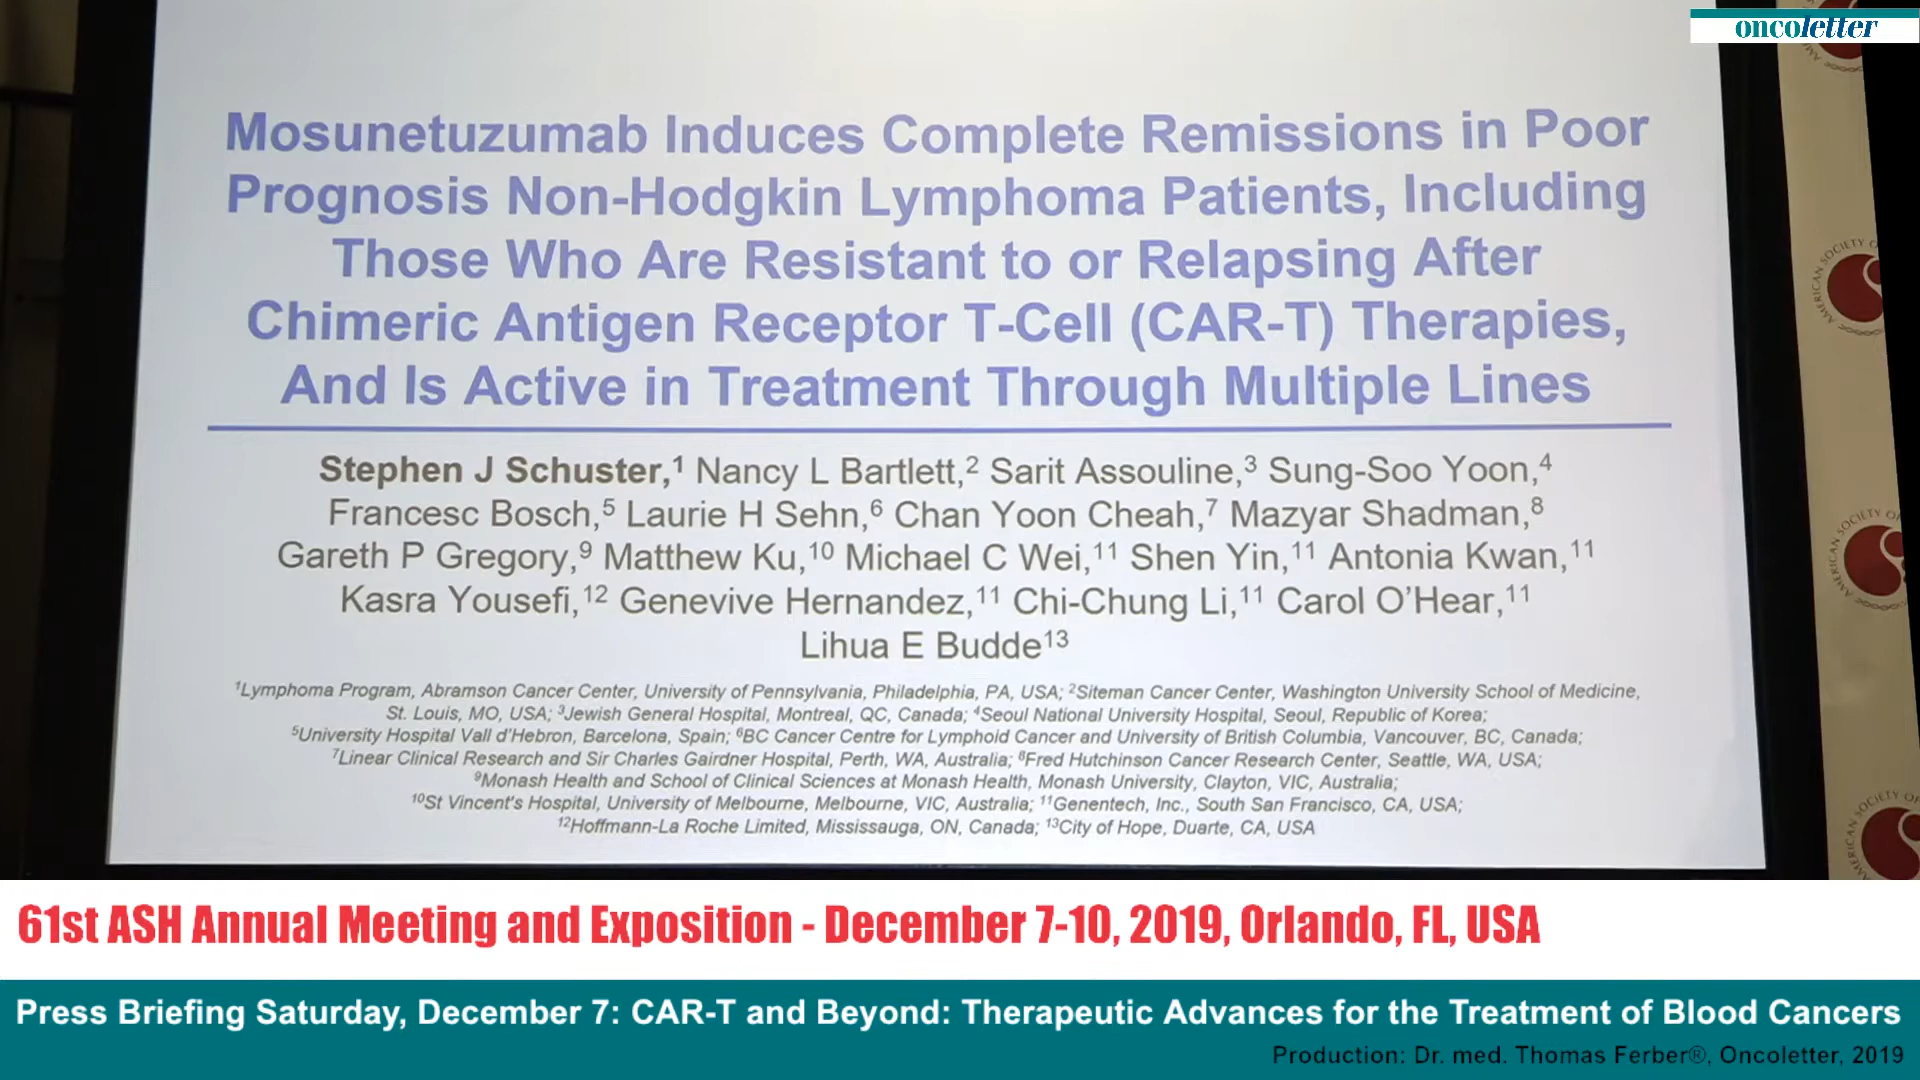 oncoletter
Mosunetuzumab Induces Complete Remissions in Poor
Prognosis Non-Hodgkin Lymphoma Patients, Including
Those Who Are Resistant to or Relapsing After
Chimeric Antigen Receptor T-Cell (CAR-T) Therapies,
And Is Active in Treatment Through Multiple Lines
Stephen J Schuster,¹ Nancy L Bartlett,² Sarit Assouline,³ Sung-Soo Yoon,⁴
Francesc Bosch,⁵ Laurie H Sehn,⁶ Chan Yoon Cheah,⁷ Mazyar Shadman,⁸
Gareth P Gregory,⁹ Matthew Ku,¹⁰ Michael C Wei,¹¹ Shen Yin,¹¹ Antonia Kwan,¹¹
Kasra Yousefi,¹² Genevive Hernandez,¹¹ Chi-Chung Li,¹¹ Carol O’Hear,¹¹
Lihua E Budde¹³
¹Lymphoma Program, Abramson Cancer Center, University of Pennsylvania, Philadelphia, PA, USA; ²Siteman Cancer Center, Washington University School of Medicine,
St. Louis, MO, USA; ³Jewish General Hospital, Montreal, QC, Canada; ⁴Seoul National University Hospital, Seoul, Republic of Korea;
⁵University Hospital Vall d’Hebron, Barcelona, Spain; ⁶BC Cancer Centre for Lymphoid Cancer and University of British Columbia, Vancouver, BC, Canada;
⁷Linear Clinical Research and Sir Charles Gairdner Hospital, Perth, WA, Australia; ⁸Fred Hutchinson Cancer Research Center, Seattle, WA, USA;
⁹Monash Health and School of Clinical Sciences at Monash Health, Monash University, Clayton, VIC, Australia;
¹⁰St Vincent's Hospital, University of Melbourne, Melbourne, VIC, Australia; ¹¹Genentech, Inc., South San Francisco, CA, USA;
¹²Hoffmann-La Roche Limited, Mississauga, ON, Canada; ¹³City of Hope, Duarte, CA, USA
AMERICAN SOCIETY O
AMERICAN SOCIETY OF
SOCIETY OF
61st ASH Annual Meeting and Exposition - December 7-10, 2019, Orlando, FL, USA
Press Briefing Saturday, December 7: CAR-T and Beyond: Therapeutic Advances for the Treatment of Blood Cancers
Production: Dr. med. Thomas Ferber®, Oncoletter, 2019